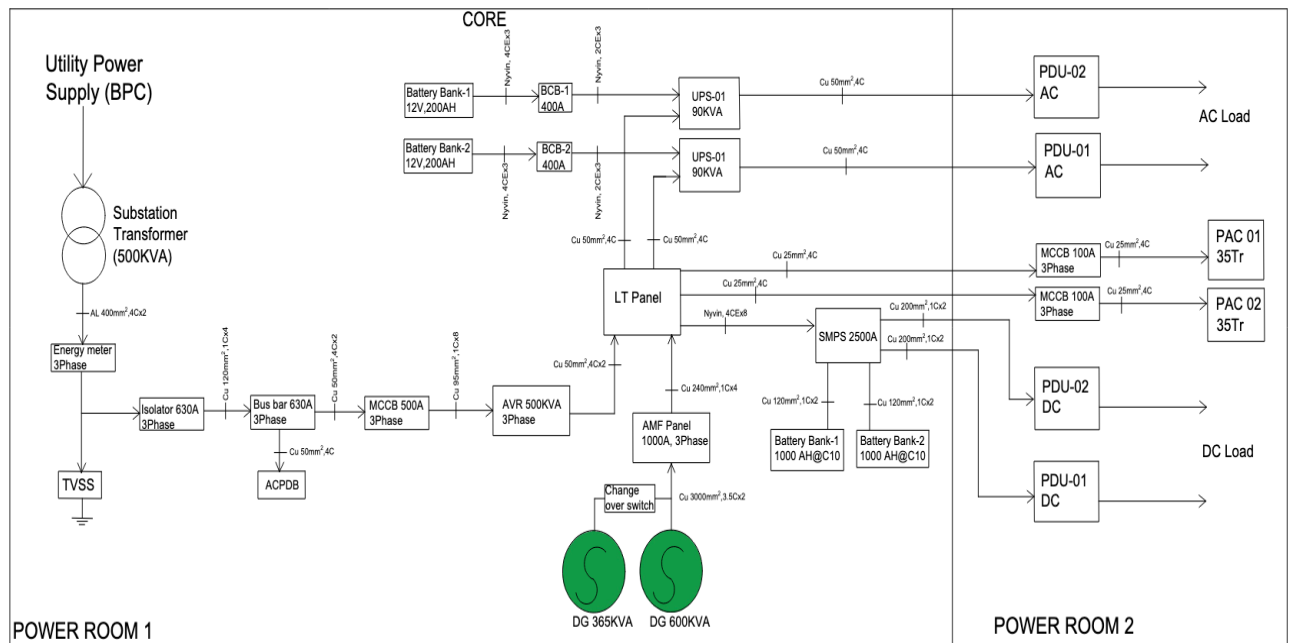 CORE
Utility Power
Supply (BPC)
Substation
Transformer
(500KVA)
AL 400mm²,4Cx2
Energy meter
3Phase
TVSS
Isolator 630A
3Phase
Cu 120mm²,1Cx4
Bus bar 630A
3Phase
Cu 50mm²,4C
ACPDB
Cu 50mm²,4Cx2
MCCB 500A
3Phase
Cu 95mm²,1Cx8
AVR 500KVA
3Phase
Cu 50mm²,4Cx2
Battery Bank-1
12V,200AH
Nyvin, 4CEx3
BCB-1
400A
Nyvin, 2CEx3
UPS-01
90KVA
Cu 50mm²,4C
Battery Bank-2
12V,200AH
Nyvin, 4CEx3
BCB-2
400A
Nyvin, 2CEx3
UPS-01
90KVA
Cu 50mm²,4C
Cu 50mm²,4C
Cu 50mm²,4C
LT Panel
Cu 25mm²,4C
Cu 25mm²,4C
Nyvin, 4CEx8
SMPS 2500A
Cu 200mm²,1Cx2
Cu 200mm²,1Cx2
Cu 120mm²,1Cx2
Cu 120mm²,1Cx2
Battery Bank-1
1000 AH@C10
Battery Bank-2
1000 AH@C10
Cu 240mm²,1Cx4
AMF Panel
1000A, 3Phase
Change
over switch
Cu 3000mm²,3.5Cx2
DG 365KVA
DG 600KVA
POWER ROOM 1
PDU-02
AC
AC Load
PDU-01
AC
MCCB 100A
3Phase
Cu 25mm²,4C
PAC 01
35Tr
MCCB 100A
3Phase
Cu 25mm²,4C
PAC 02
35Tr
PDU-02
DC
DC Load
PDU-01
DC
POWER ROOM 2